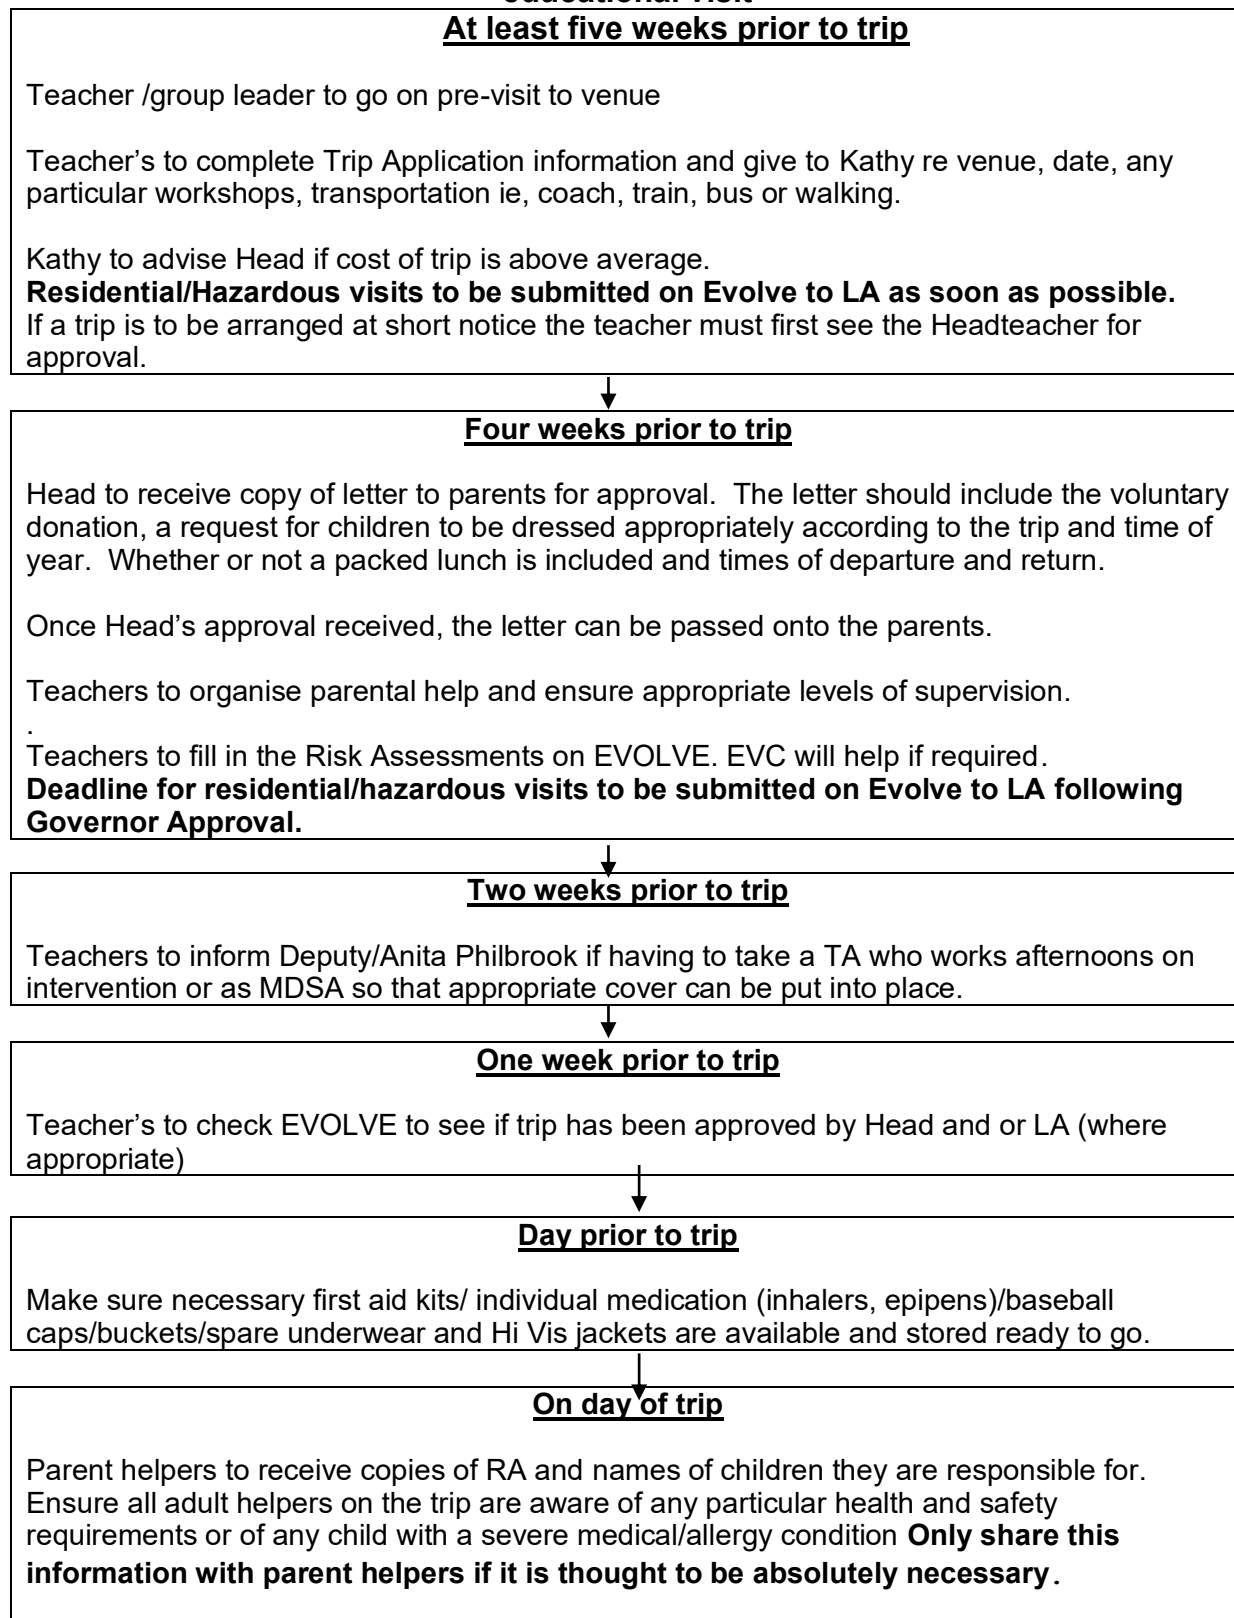 educational visit
At least five weeks prior to trip
Teacher /group leader to go on pre-visit to venue
Teacher's to complete Trip Application information and give to Kathy re venue, date, any
particular workshops, transportation ie, coach, train, bus or walking.
Kathy to advise Head if cost of trip is above average.
Residential/Hazardous visits to be submitted on Evolve to LA as soon as possible.
If a trip is to be arranged at short notice the teacher must first see the Headteacher for
approval.
Four weeks prior to trip
Head to receive copy of letter to parents for approval.  The letter should include the voluntary
donation, a request for children to be dressed appropriately according to the trip and time of
year.  Whether or not a packed lunch is included and times of departure and return.
Once Head's approval received, the letter can be passed onto the parents.
Teachers to organise parental help and ensure appropriate levels of supervision.
.
Teachers to fill in the Risk Assessments on EVOLVE. EVC will help if required.
Deadline for residential/hazardous visits to be submitted on Evolve to LA following
Governor Approval.
Two weeks prior to trip
Teachers to inform Deputy/Anita Philbrook if having to take a TA who works afternoons on
intervention or as MDSA so that appropriate cover can be put into place.
One week prior to trip
Teacher's to check EVOLVE to see if trip has been approved by Head and or LA (where
appropriate)
Day prior to trip
Make sure necessary first aid kits/ individual medication (inhalers, epipens)/baseball
caps/buckets/spare underwear and Hi Vis jackets are available and stored ready to go.
On day of trip
Parent helpers to receive copies of RA and names of children they are responsible for.
Ensure all adult helpers on the trip are aware of any particular health and safety
requirements or of any child with a severe medical/allergy condition Only share this
information with parent helpers if it is thought to be absolutely necessary.